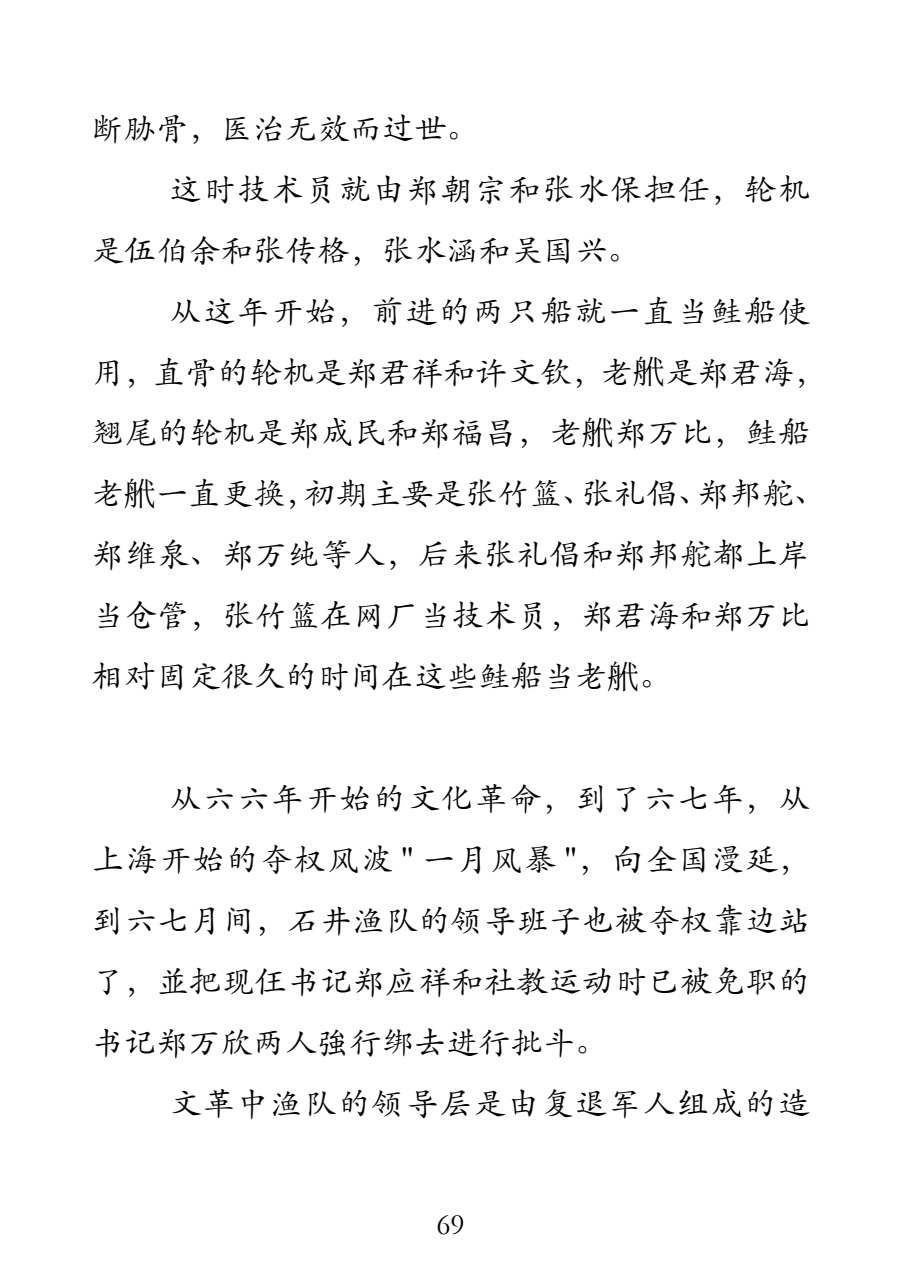 断胁骨，医治无效而过世。
这时技术员就由郑朝宗和张水保担任，轮机
是伍伯余和张传格，张水涵和吴国兴。
从这年开始，前进的两只船就一直当鲑船使
用，直骨的轮机是郑君祥和许文钦，老舭是郑君海，
翘尾的轮机是郑成民和郑福昌，老舭郑万比，鲑船
老舭一直更换，初期主要是张竹篮、张礼倡、郑邦舵、
郑维泉、郑万纯等人，后来张礼倡和郑邦舵都上岸
当仓管，张竹篮在网厂当技术员，郑君海和郑万比
相对固定很久的时间在这些鲑船当老舭。
从六六年开始的文化革命，到了六七年，从
上海开始的夺权风波"一月风暴"，向全国漫延，
到六七月间，石井渔队的领导班子也被夺权靠边站
了，並把现仼书记郑应祥和社教运动时已被免职的
书记郑万欣两人強行绑去进行批斗。
文革中渔队的领导层是由复退军人组成的造
69